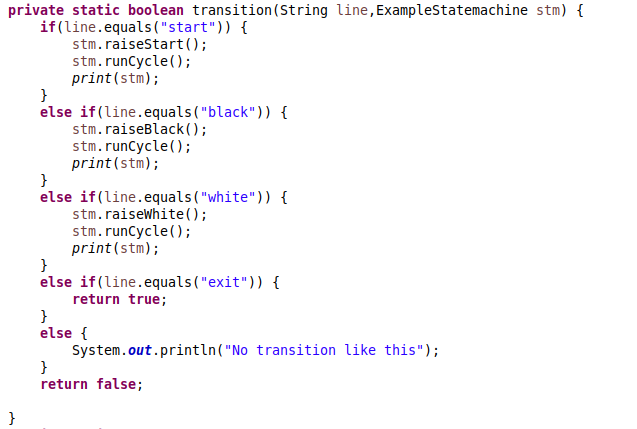 private static boolean transition(String line,ExampleStatemachine stm) {
    if(line.equals("start")) {
        stm.raiseStart();
        stm.runCycle();
        print(stm);
    }
    else if(line.equals("black")) {
        stm.raiseBlack();
        stm.runCycle();
        print(stm);
    }
    else if(line.equals("white")) {
        stm.raiseWhite();
        stm.runCycle();
        print(stm);
    }
    else if(line.equals("exit")) {
        return true;
    }
    else {
        System.out.println("No transition like this");
    }
    return false;

}